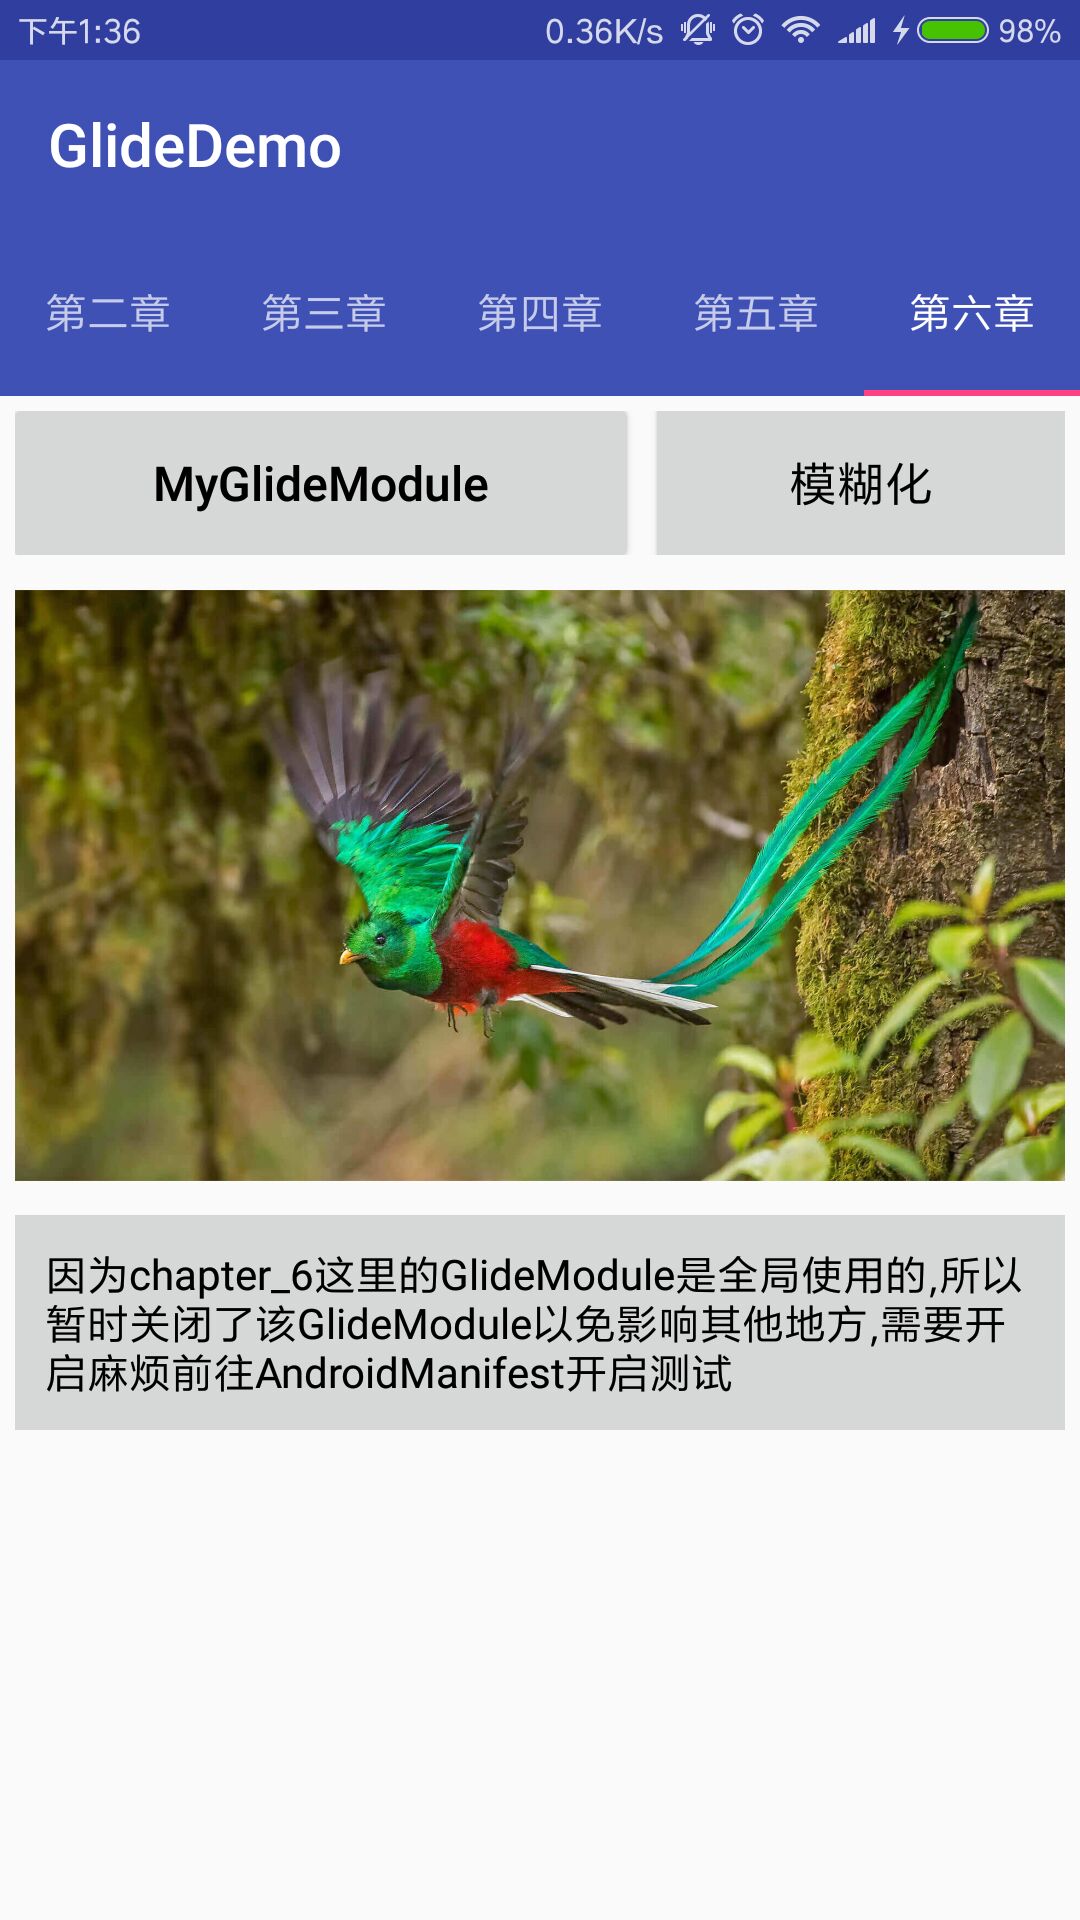 下午1:36 0.36K/s 98%
GlideDemo
第二章 第三章 第四章 第五章 第六章
MyGlideModule 模糊化
因为chapter_6这里的GlideModule是全局使用的,所以
暂时关闭了该GlideModule以免影响其他地方,需要开
启麻烦前往AndroidManifest开启测试